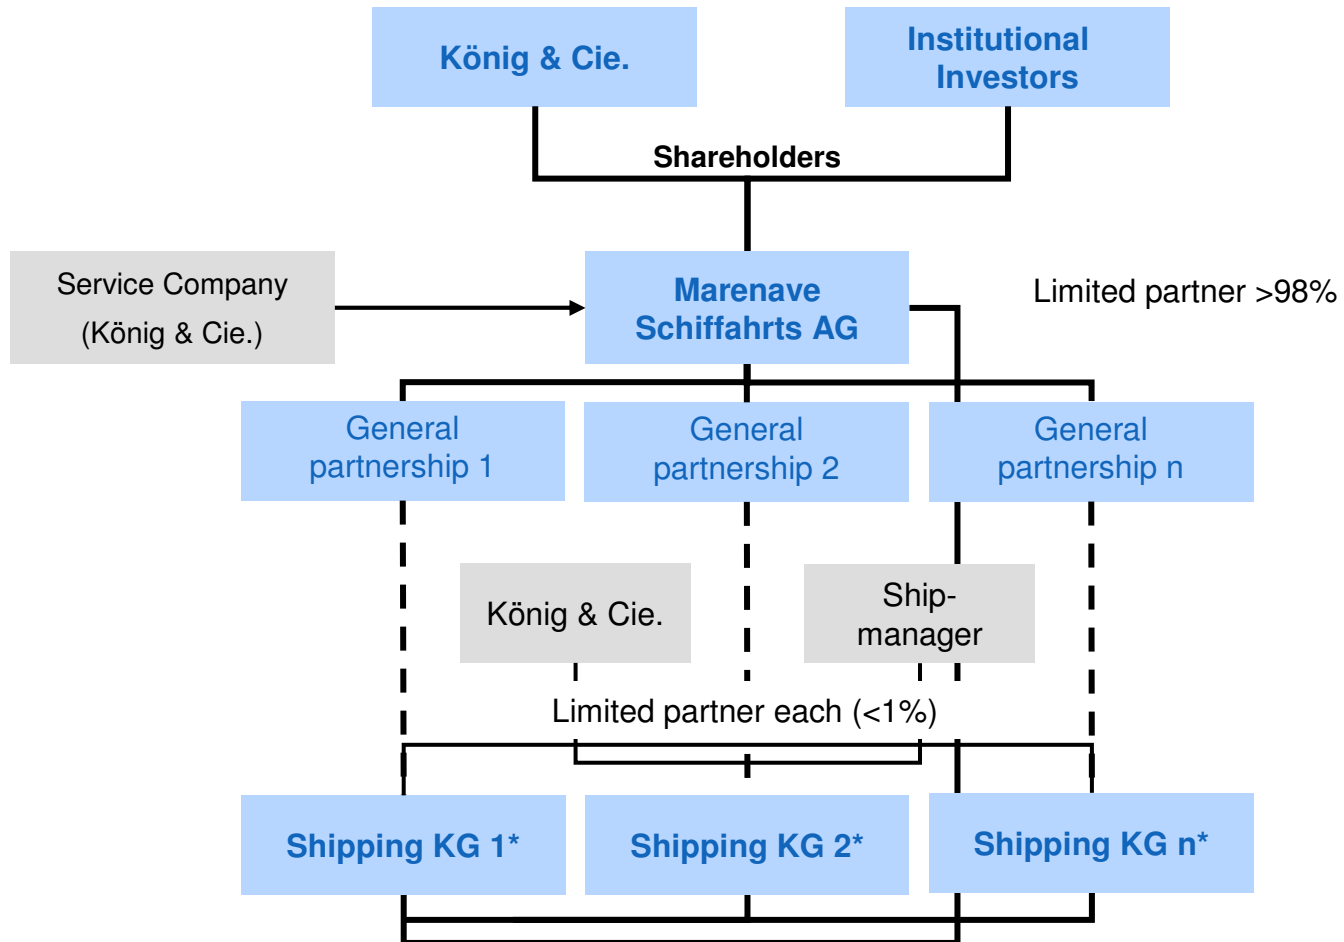 König & Cie.
Institutional
Investors
Shareholders
Service Company
(König & Cie.)
Marenave
Schiffahrts AG
Limited partner >98%
General
partnership 1
General
partnership 2
General
partnership n
König & Cie.
Ship-
manager
Limited partner each (<1%)
Shipping KG 1*
Shipping KG 2*
Shipping KG n*